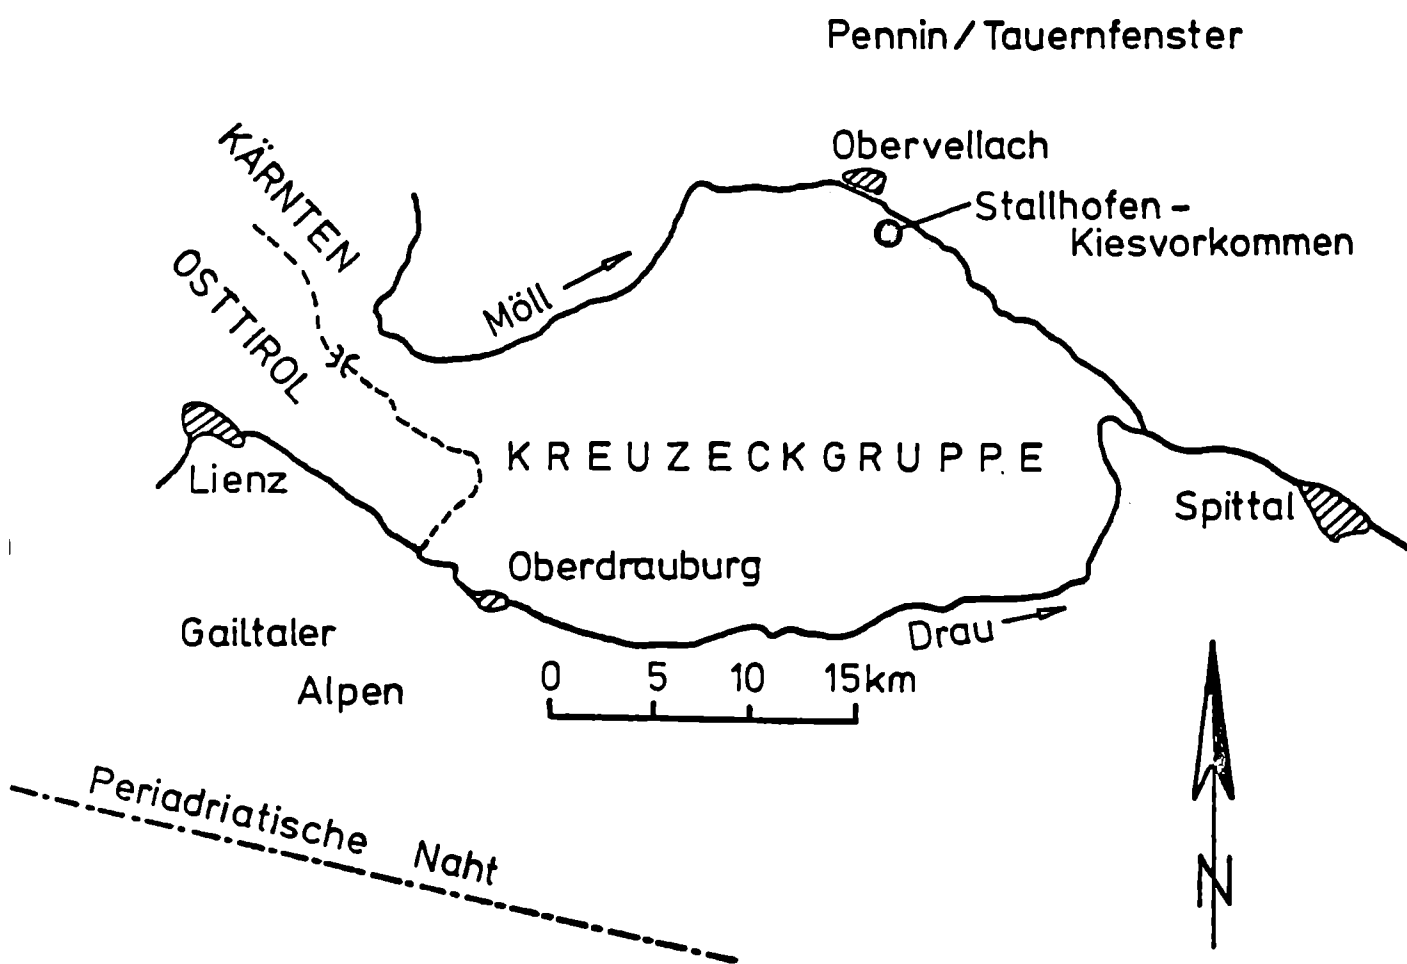 Pennin/Tauernfenster
KÄRNTEN
OSTTIROL
Obervellach
Stallhofen-
Kiesvorkommen
Möll
KREUZECKGRUPPE
Lienz
Spittal
Oberdrauburg
Drau
Gailtaler
Alpen
0 5 10 15km
Periadriatische Naht
N